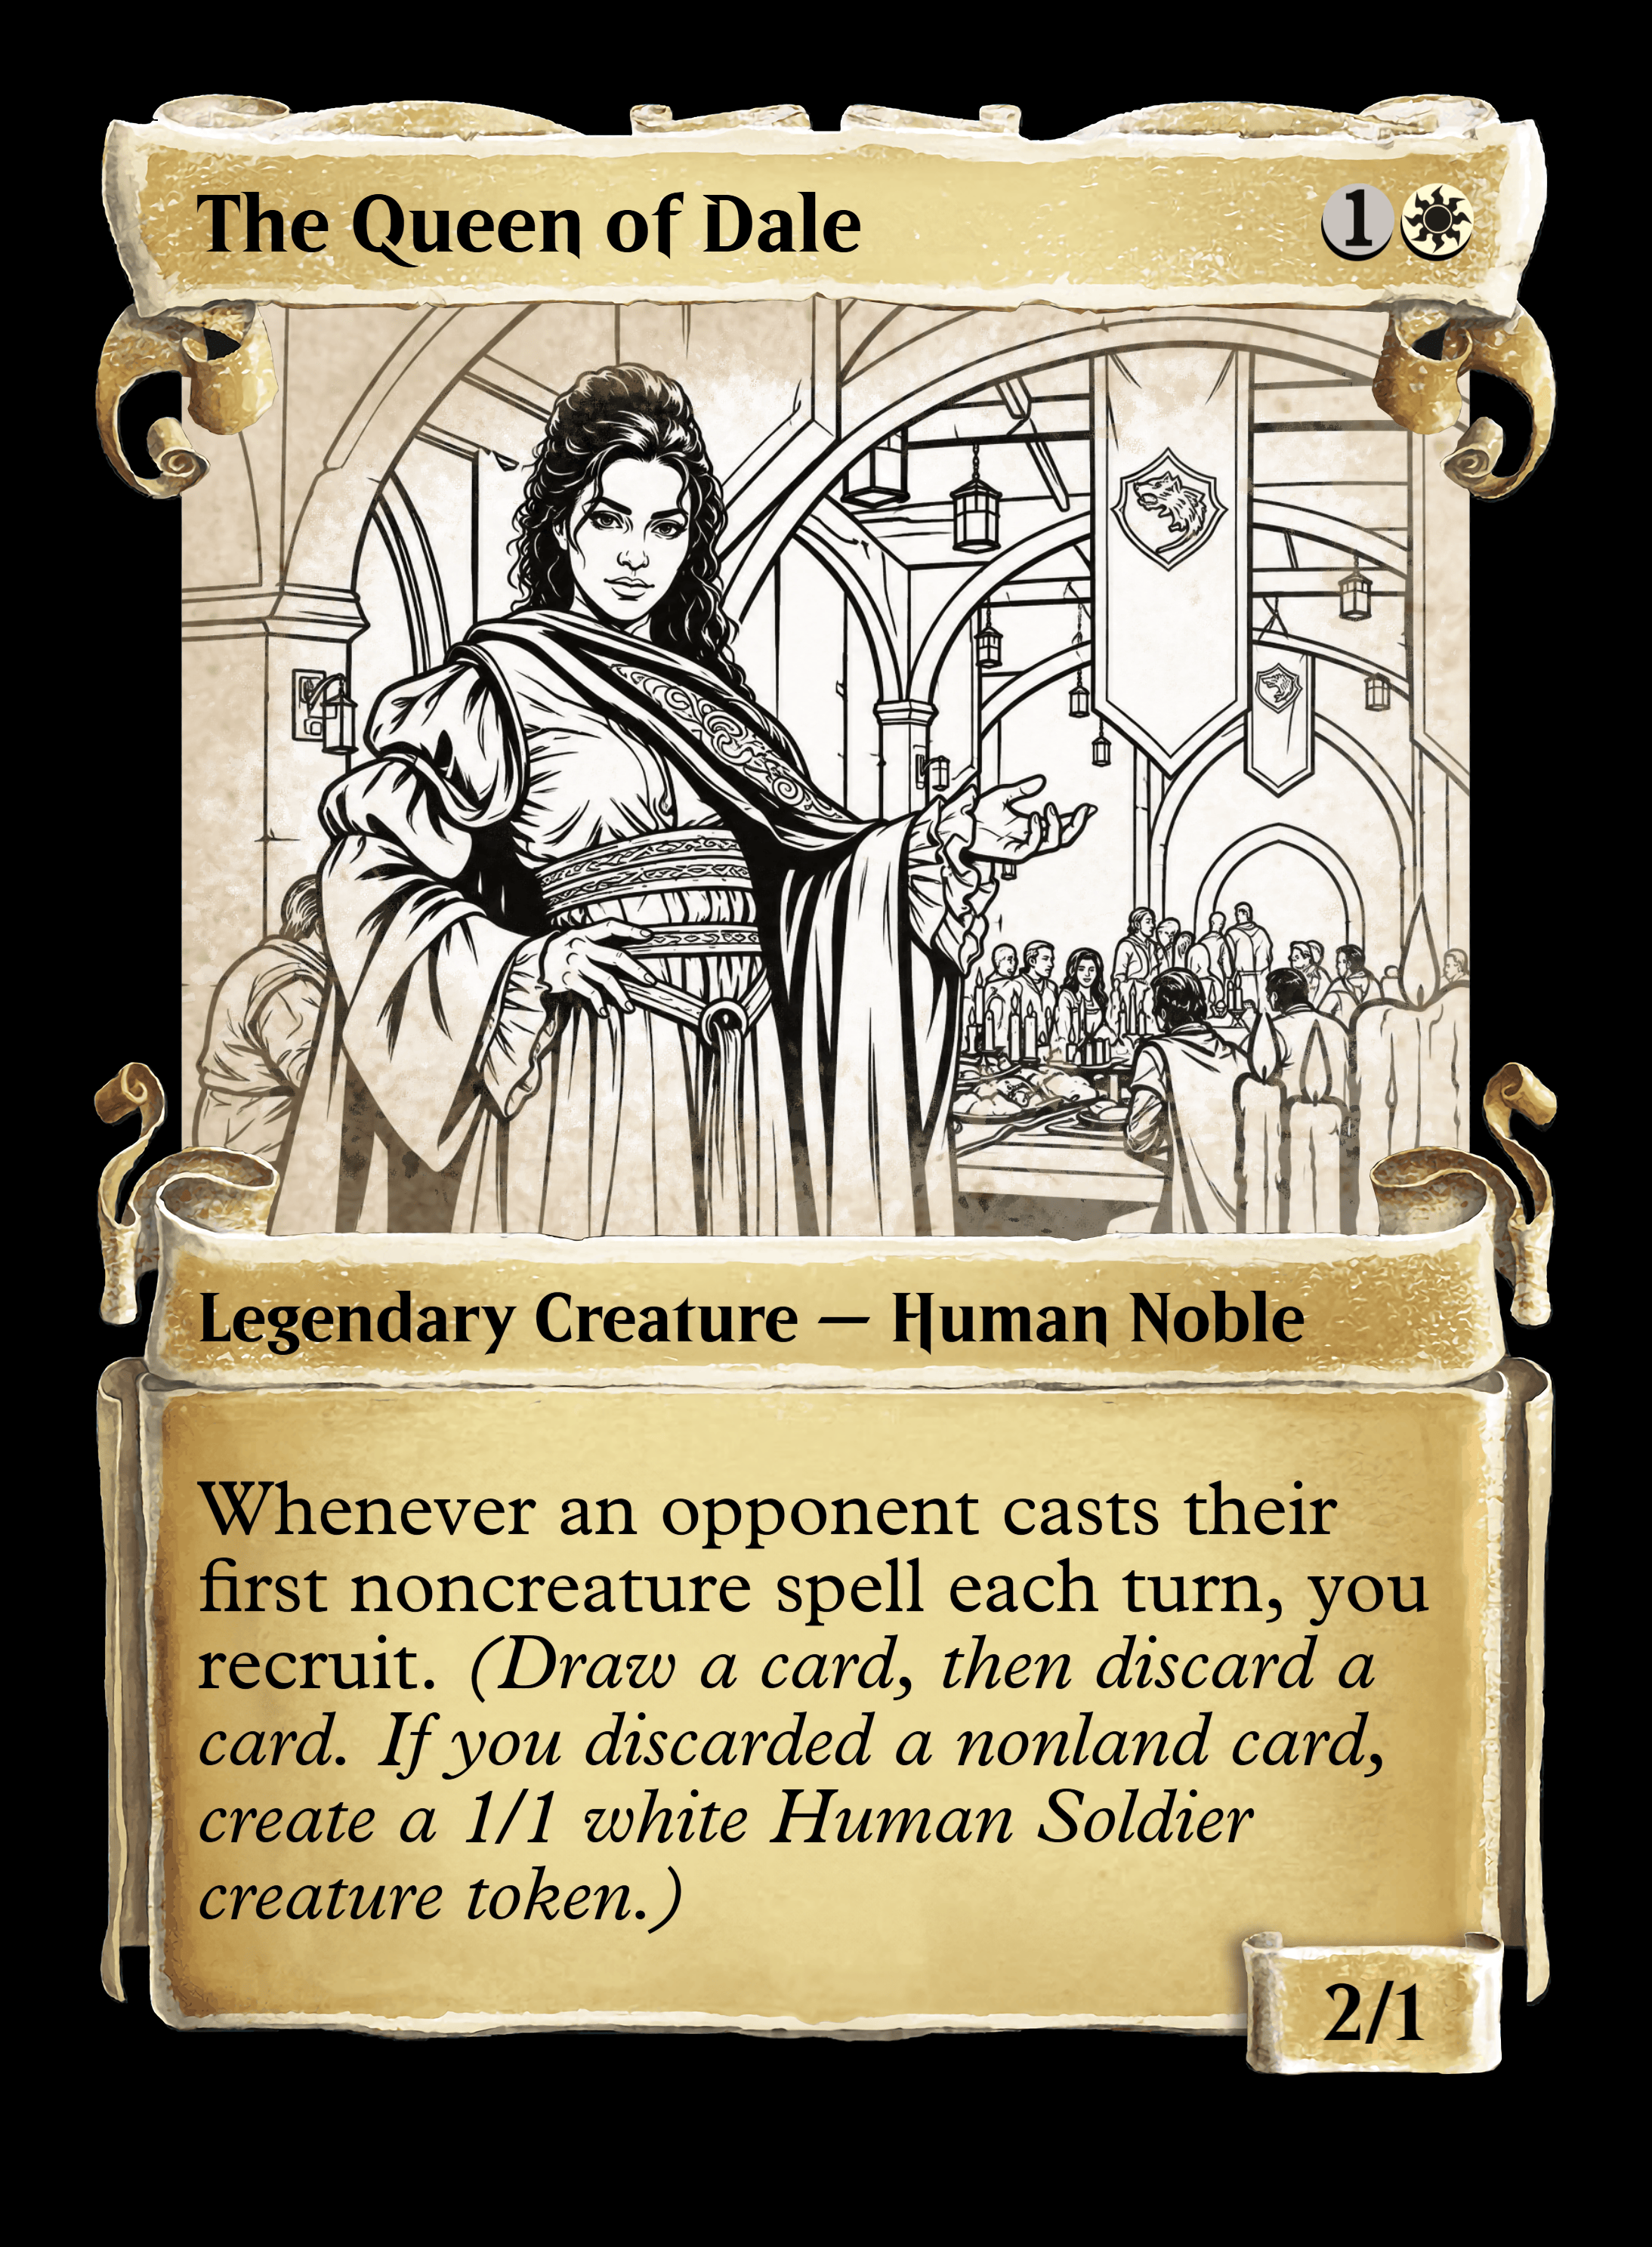 The Queen of Dale 1
Legendary Creature — Human Noble
Whenever an opponent casts their
first noncreature spell each turn, you
recruit. (Draw a card, then discard a
card. If you discarded a nonland card,
create a 1/1 white Human Soldier
creature token.)
2/1